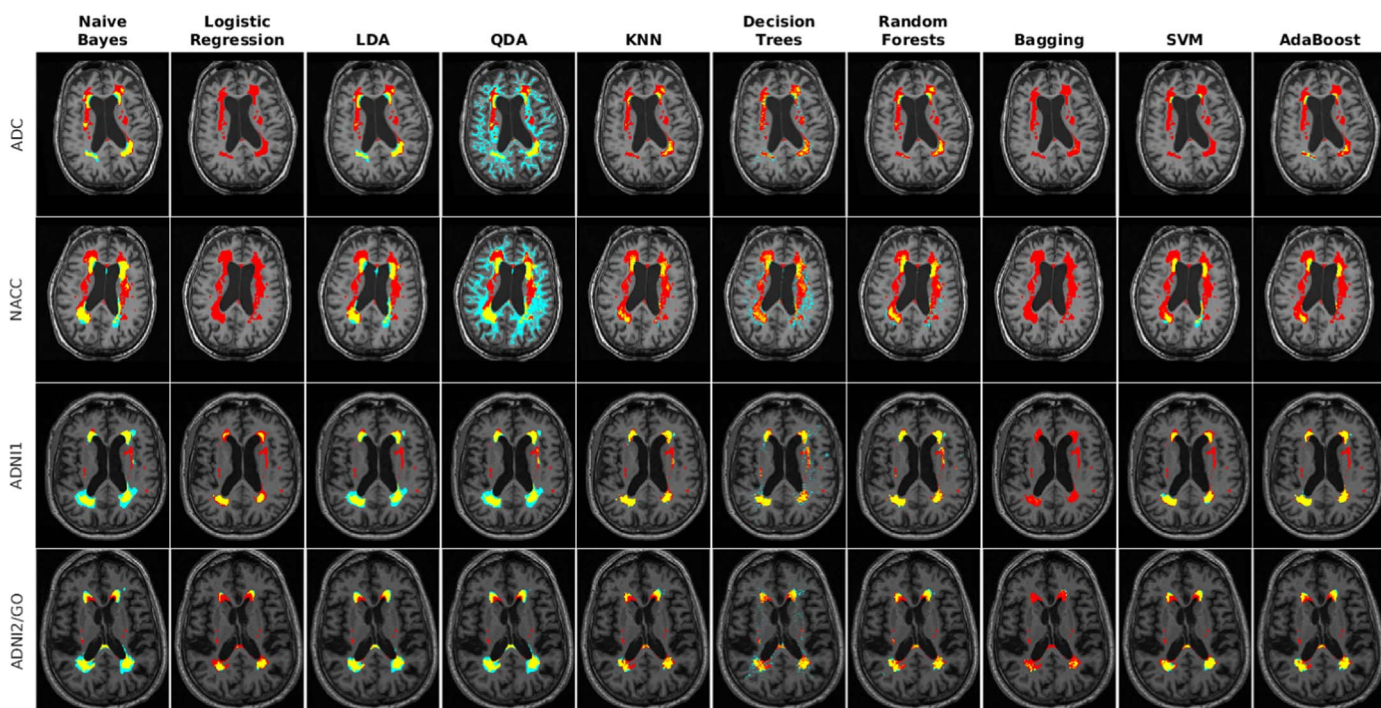 Naive
Bayes
Logistic
Regression
LDA
QDA
KNN
Decision
Trees
Random
Forests
Bagging
SVM
AdaBoost
ADC
NACC
ADNI1
ADNI2/GO